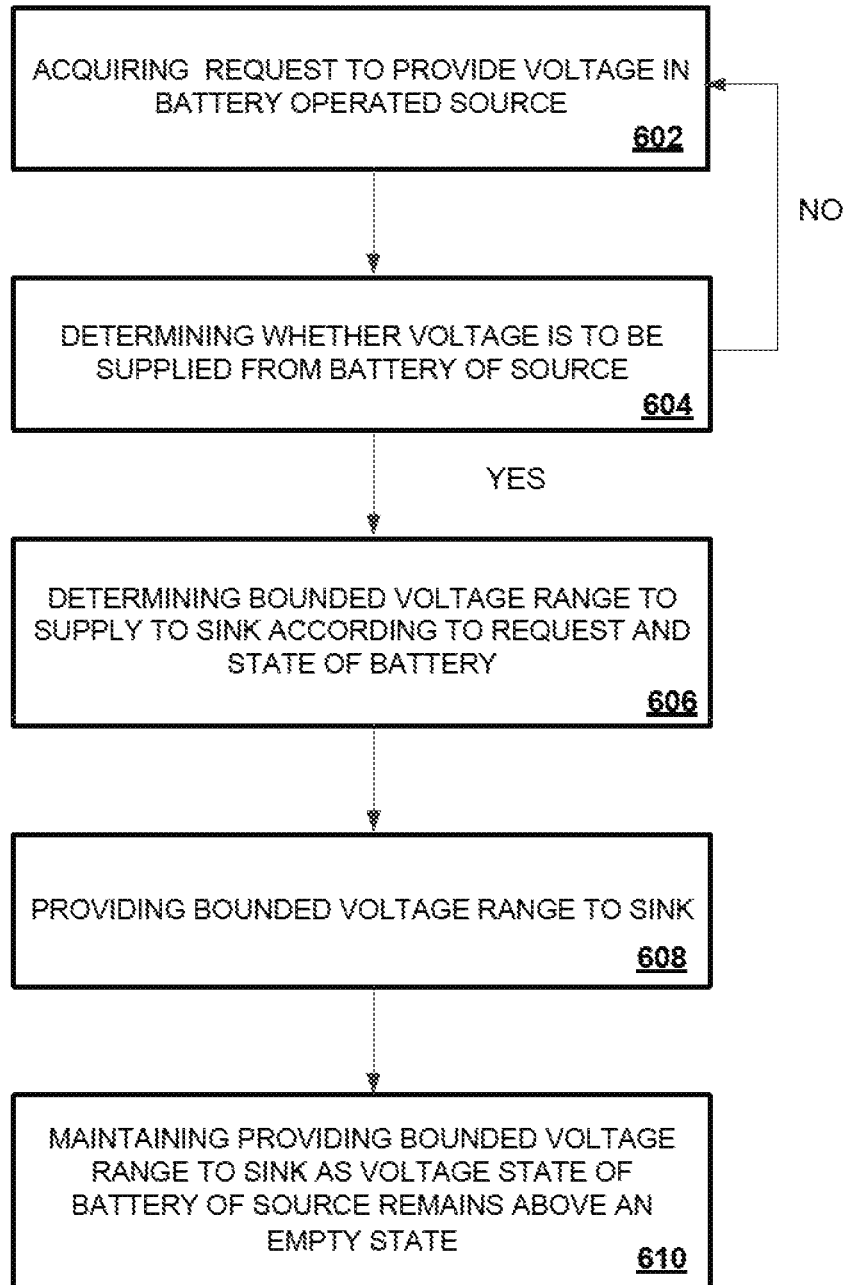 ACQUIRING REQUEST TO PROVIDE VOLTAGE IN
BATTERY OPERATED SOURCE
602
NO
DETERMINING WHETHER VOLTAGE IS TO BE
SUPPLIED FROM BATTERY OF SOURCE
604
YES
DETERMINING BOUNDED VOLTAGE RANGE TO
SUPPLY TO SINK ACCORDING TO REQUEST AND
STATE OF BATTERY
606
PROVIDING BOUNDED VOLTAGE RANGE TO SINK
608
MAINTAINING PROVIDING BOUNDED VOLTAGE
RANGE TO SINK AS VOLTAGE STATE OF
BATTERY OF SOURCE REMAINS ABOVE AN
EMPTY STATE
610